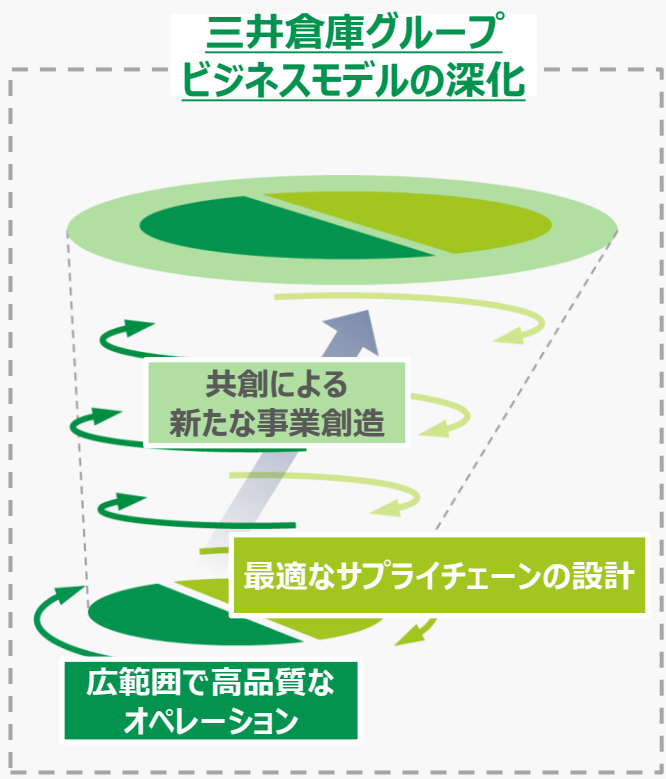 三井倉庫グループ
ビジネスモデルの深化
共創による
新たな事業創造
最適なサプライチェーンの設計
広範囲で高品質な
オペレーション